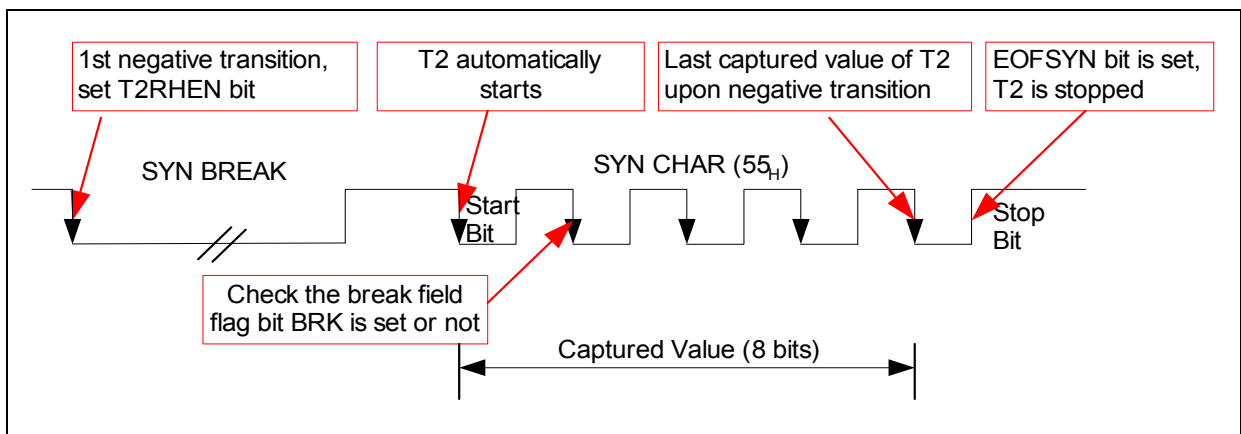 1st negative transition,
set T2RHEN bit
T2 automatically
starts
Last captured value of T2
upon negative transition
EOFSYN bit is set,
T2 is stopped
SYN BREAK
SYN CHAR (55H)
Start
Bit
Stop
Bit
Check the break field
flag bit BRK is set or not
Captured Value (8 bits)